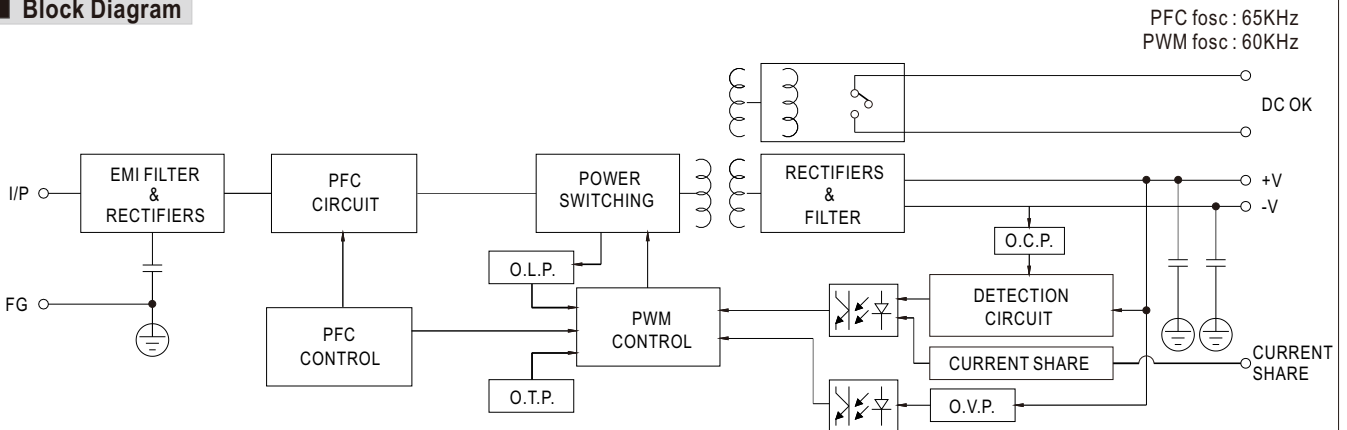 Block Diagram
PFC fosc : 65KHz
PWM fosc : 60KHz
DC OK
I/P
EMI FILTER
&
RECTIFIERS
PFC
CIRCUIT
POWER
SWITCHING
RECTIFIERS
&
FILTER
+V
-V
O.C.P.
O.L.P.
FG
PFC
CONTROL
PWM
CONTROL
DETECTION
CIRCUIT
CURRENT SHARE
CURRENT
SHARE
O.T.P.
O.V.P.